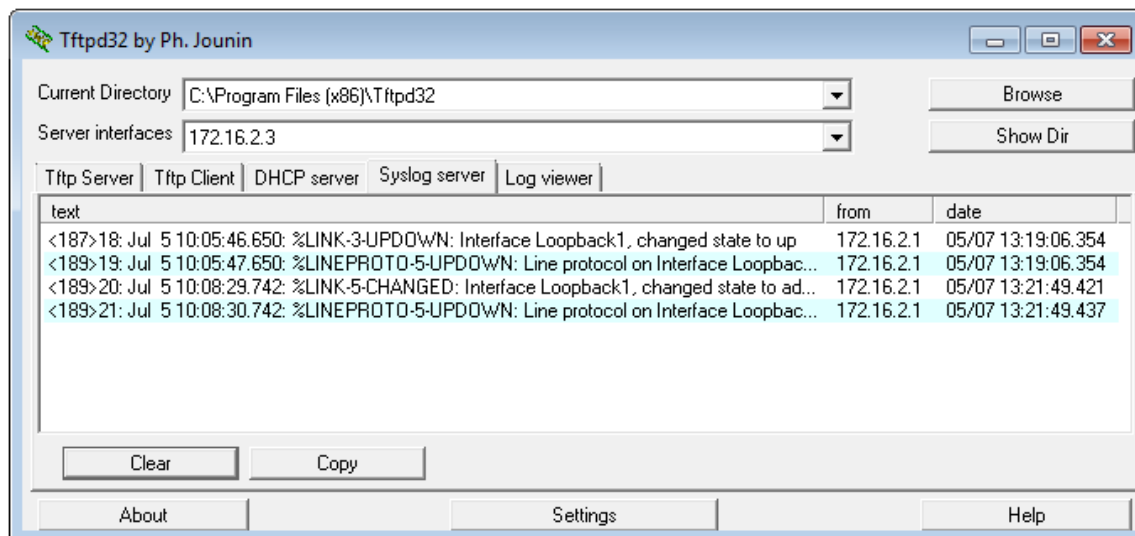 Tftpd32 by Ph. Jounin
Current Directory C:\Program Files (x86)\Tftpd32 Browse
Server interfaces 172.16.2.3 Show Dir
Tftp Server Tftp Client DHCP server Syslog server Log viewer
text from date
<187>18: Jul 5 10:05:46.650: %LINK-3-UPDOWN: Interface Loopback1, changed state to up 172.16.2.1 05/07 13:19:06.354
<189>19: Jul 5 10:05:47.650: %LINEPROTO-5-UPDOWN: Line protocol on Interface Loopbac... 172.16.2.1 05/07 13:19:06.354
<189>20: Jul 5 10:08:29.742: %LINK-5-CHANGED: Interface Loopback1, changed state to ad... 172.16.2.1 05/07 13:21:49.421
<189>21: Jul 5 10:08:30.742: %LINEPROTO-5-UPDOWN: Line protocol on Interface Loopbac... 172.16.2.1 05/07 13:21:49.437
Clear Copy
About Settings Help